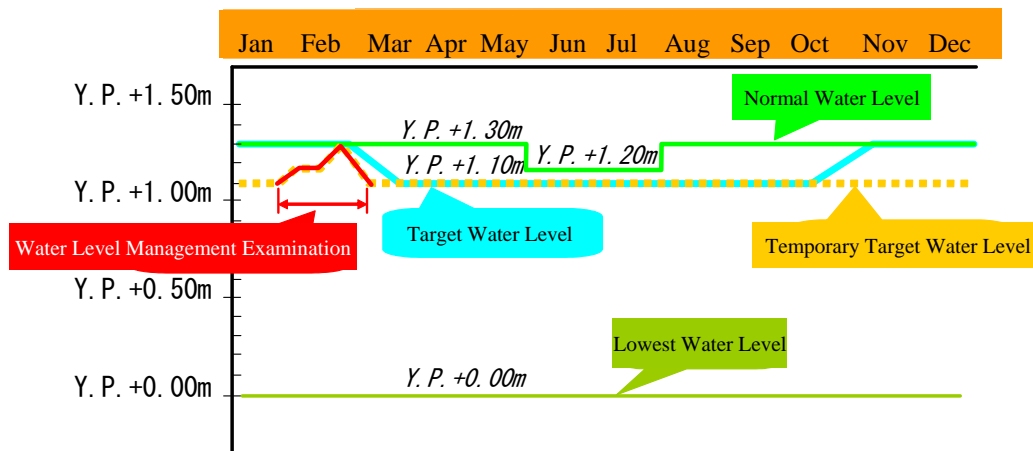 Jan Feb Mar Apr May Jun Jul Aug Sep Oct Nov Dec
Y.P.+1.50m
Normal Water Level
Y.P.+1.30m
Y.P.+1.20m
Y.P.+1.10m
Y.P.+1.00m
Target Water Level
Water Level Management Examination
Temporary Target Water Level
Y.P.+0.50m
Lowest Water Level
Y.P.+0.00m
Y.P.+0.00m